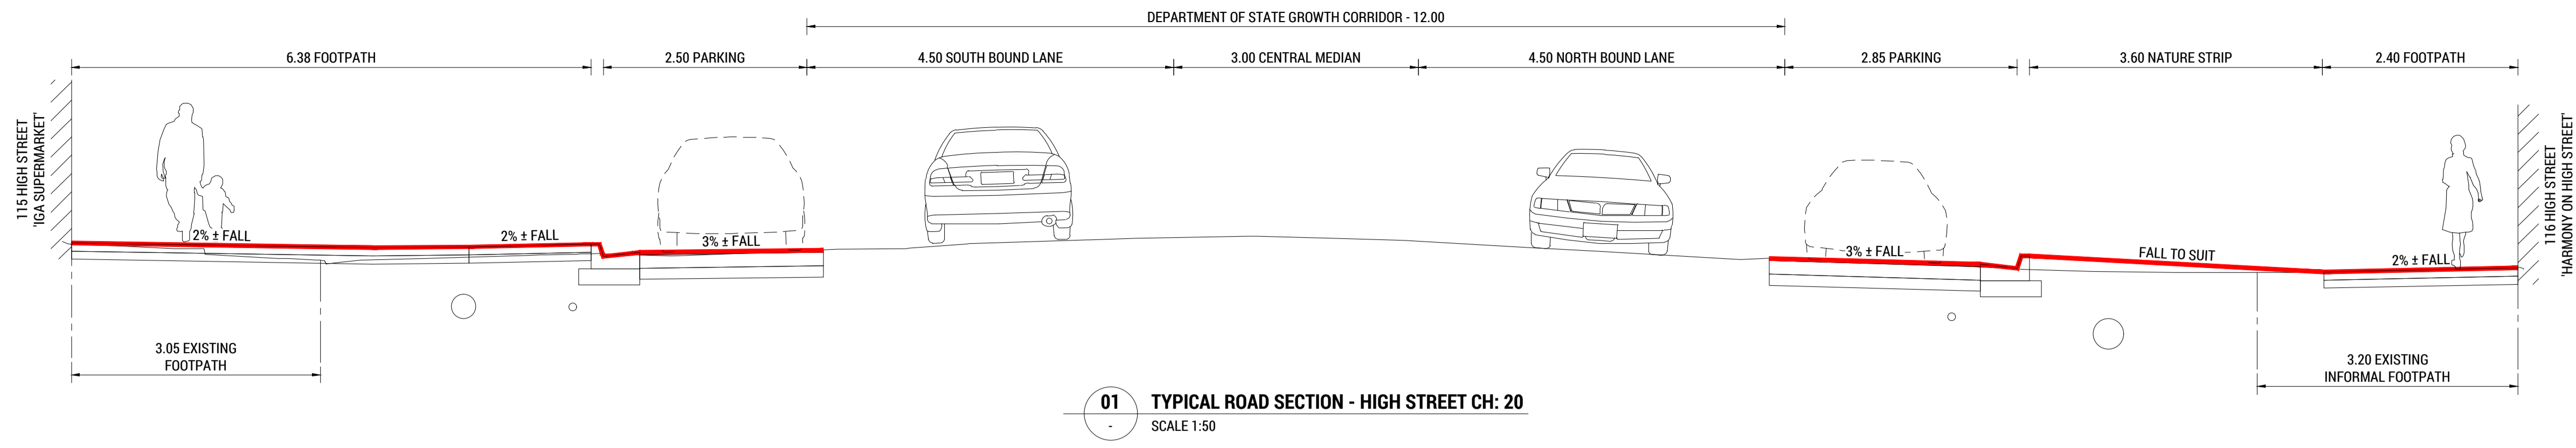 DEPARTMENT OF STATE GROWTH CORRIDOR - 12.00
6.38 FOOTPATH
2.50 PARKING
4.50 SOUTH BOUND LANE
3.00 CENTRAL MEDIAN
4.50 NORTH BOUND LANE
2.85 PARKING
3.60 NATURE STRIP
2.40 FOOTPATH
115 HIGH STREET
'IGA SUPERMARKET'
116 HIGH STREET
'HARMONY ON HIGH STREET'
2% ± FALL
2% ± FALL
3% ± FALL
3% ± FALL
FALL TO SUIT
2% ± FALL
3.05 EXISTING
FOOTPATH
3.20 EXISTING
INFORMAL FOOTPATH
01
-
TYPICAL ROAD SECTION - HIGH STREET CH: 20
SCALE 1:50